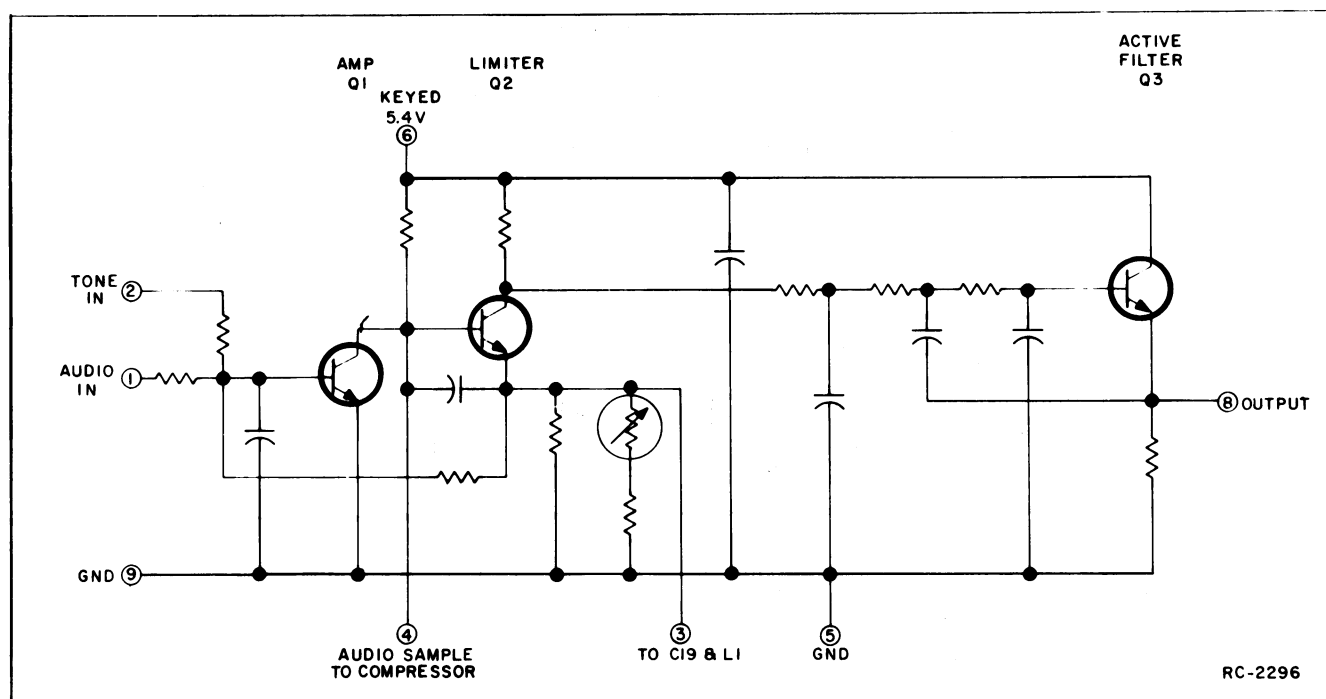 AMP
Q1
LIMITER
Q2
ACTIVE
FILTER
Q3
KEYED
5.4V
6
TONE
IN 2
AUDIO
IN 1
8 OUTPUT
GND 9
4
AUDIO SAMPLE
TO COMPRESSOR
3
TO C19 & L1
5
GND
RC-2296